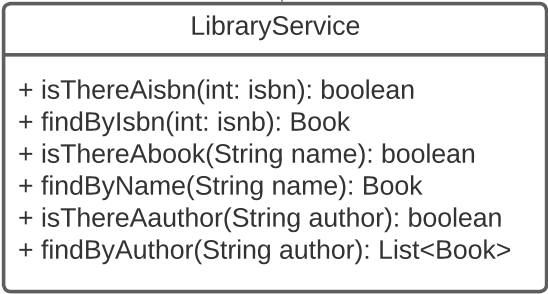 LibraryService
+ isThereAisbn(int: isbn): boolean
+ findByIsbn(int: isnb): Book
+ isThereAbook(String name): boolean
+ findByName(String name): Book
+ isThereAauthor(String author): boolean
+ findByAuthor(String author): List<Book>